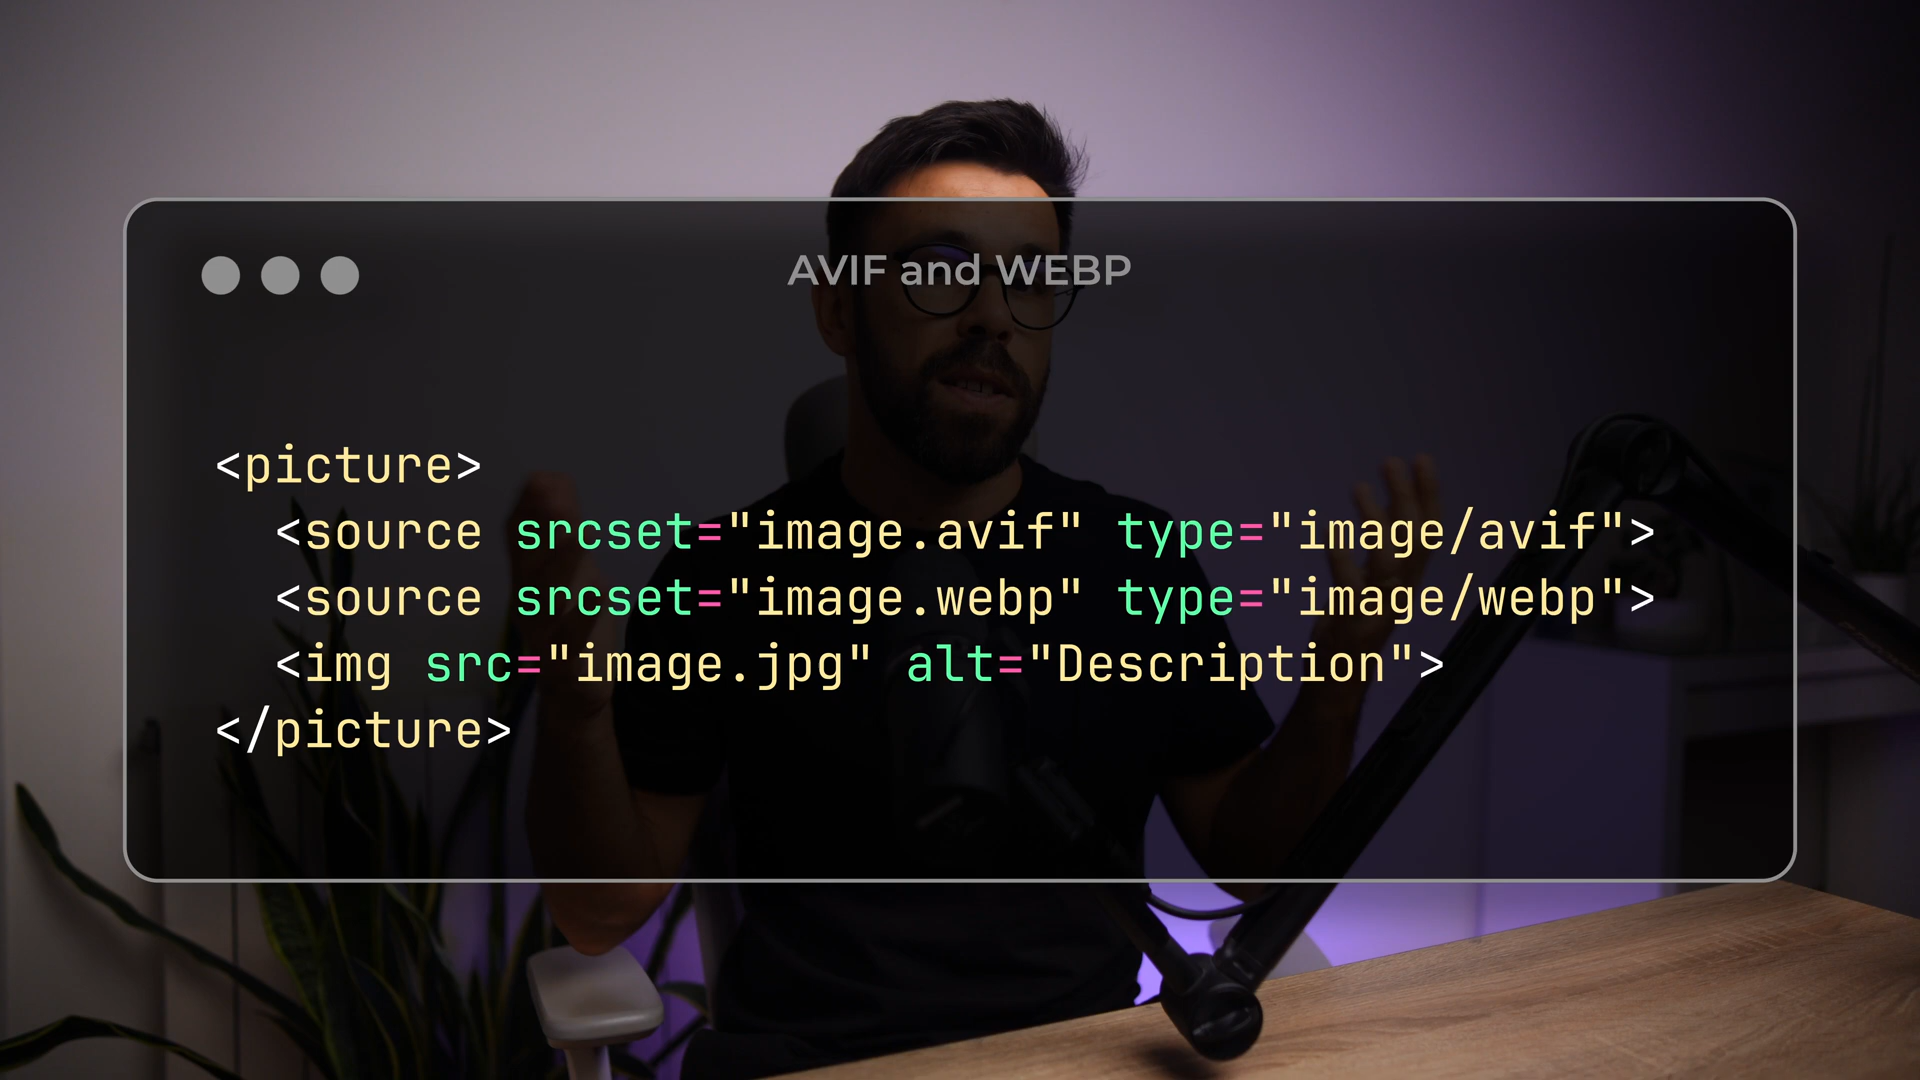 AVIF and WEBP
<picture>
  <source srcset="image.avif" type="image/avif">
  <source srcset="image.webp" type="image/webp">
  <img src="image.jpg" alt="Description">
</picture>